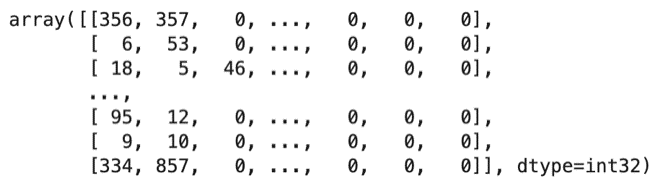 array([[356, 357,   0, ...,   0,   0,   0],
       [  6,  53,   0, ...,   0,   0,   0],
       [ 18,   5,  46, ...,   0,   0,   0],
       ...,
       [ 95,  12,   0, ...,   0,   0,   0],
       [  9,  10,   0, ...,   0,   0,   0],
       [334, 857,   0, ...,   0,   0,   0]], dtype=int32)